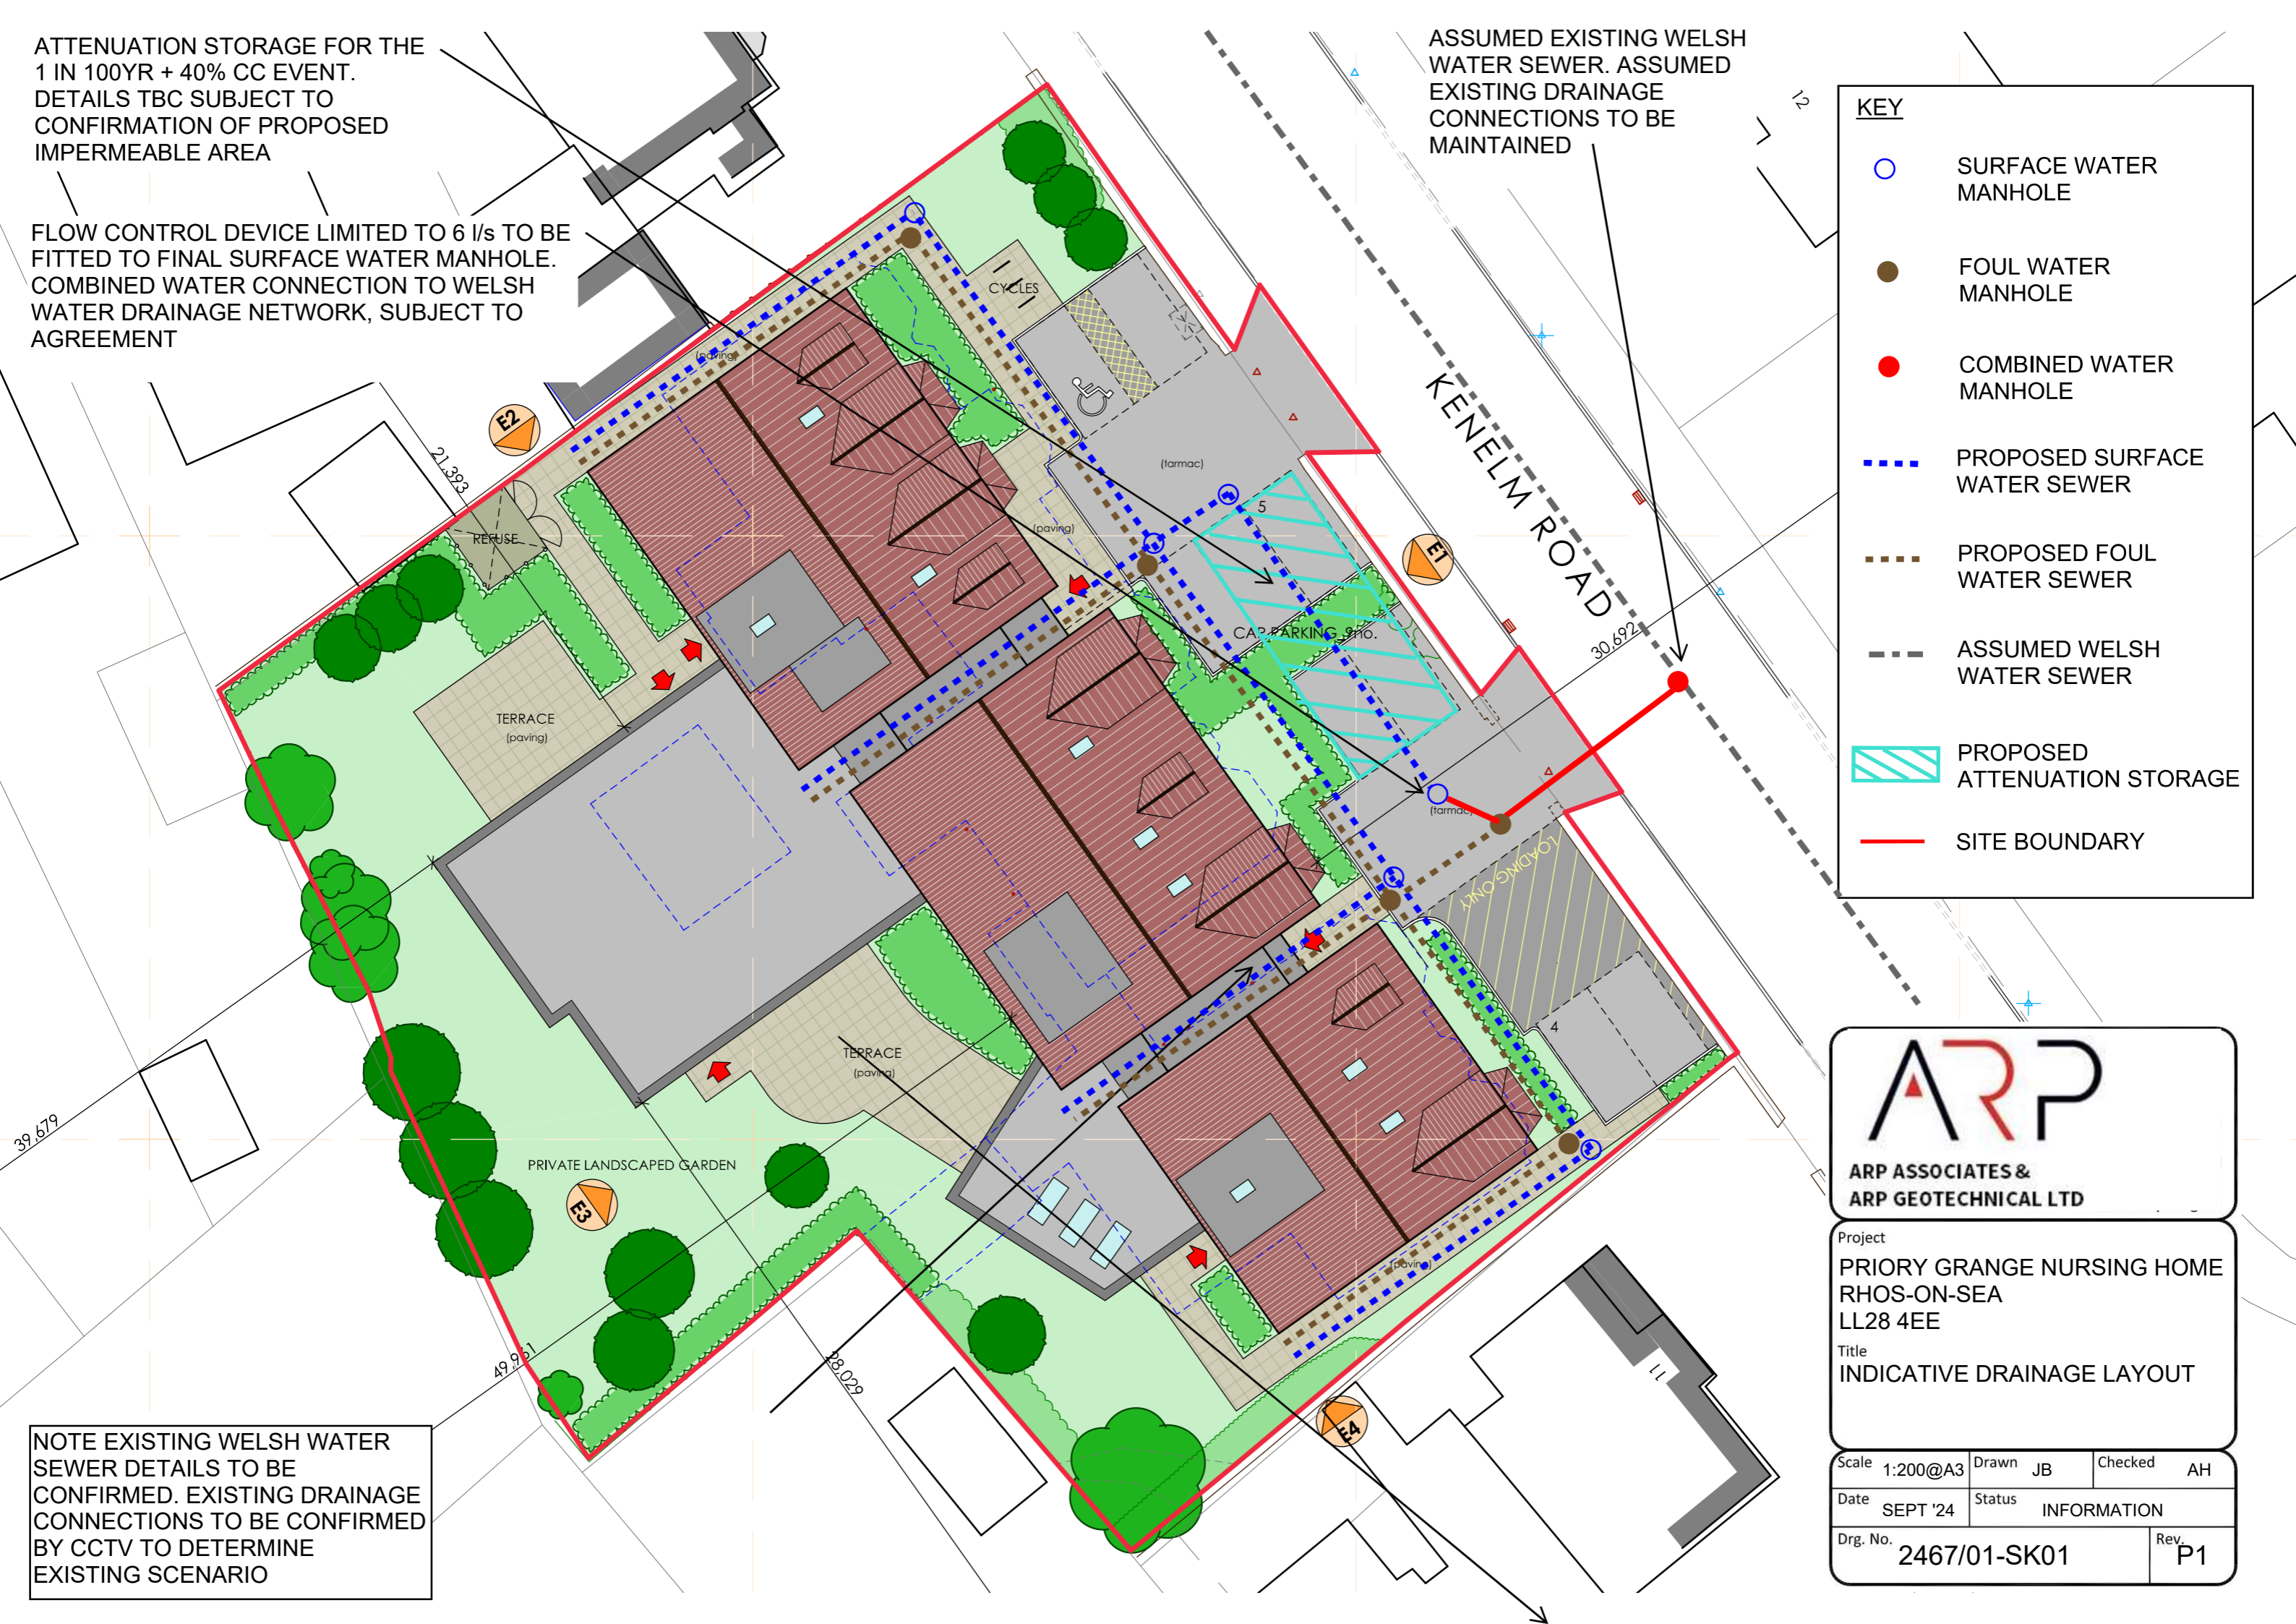 ATTENUATION STORAGE FOR THE
1 IN 100YR + 40% CC EVENT.
DETAILS TBC SUBJECT TO
CONFIRMATION OF PROPOSED
IMPERMEABLE AREA
FLOW CONTROL DEVICE LIMITED TO 6 l/s TO BE
FITTED TO FINAL SURFACE WATER MANHOLE.
COMBINED WATER CONNECTION TO WELSH
WATER DRAINAGE NETWORK, SUBJECT TO
AGREEMENT
ASSUMED EXISTING WELSH
WATER SEWER. ASSUMED
EXISTING DRAINAGE
CONNECTIONS TO BE
MAINTAINED
12
KEY
SURFACE WATER
MANHOLE
FOUL WATER
MANHOLE
COMBINED WATER
MANHOLE
PROPOSED SURFACE
WATER SEWER
PROPOSED FOUL
WATER SEWER
ASSUMED WELSH
WATER SEWER
PROPOSED
ATTENUATION STORAGE
SITE BOUNDARY
CYCLES
(paving)
E2
21,393
KENELM ROAD
(tarmac)
5
(paving)
REFUSE
E1
CAR PARKING 9no.
30,692
TERRACE
(paving)
(tarmac)
LOADING ONLY
4
TERRACE
(paving)
39,679
PRIVATE LANDSCAPED GARDEN
E3
(paving)
49,951
28,029
E4
11
NOTE EXISTING WELSH WATER
SEWER DETAILS TO BE
CONFIRMED. EXISTING DRAINAGE
CONNECTIONS TO BE CONFIRMED
BY CCTV TO DETERMINE
EXISTING SCENARIO
ARP
ARP ASSOCIATES &
ARP GEOTECHNICAL LTD
Project
PRIORY GRANGE NURSING HOME
RHOS-ON-SEA
LL28 4EE
Title
INDICATIVE DRAINAGE LAYOUT
Scale 1:200@A3 Drawn JB Checked AH
Date SEPT '24 Status INFORMATION
Drg. No. 2467/01-SK01 Rev. P1